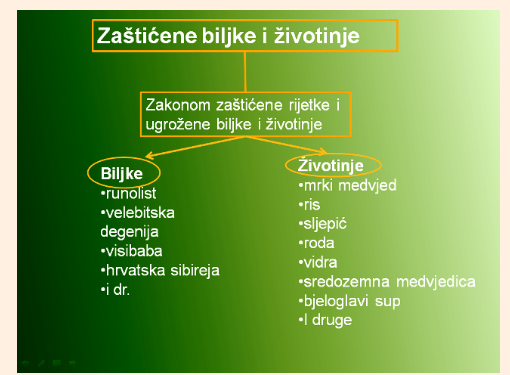 Zaštićene biljke i životinje
Zakonom zaštićene rijetke i
ugrožene biljke i životinje
Biljke
•runolist
•velebitska
degenija
•visibaba
•hrvatska sibireja
•i dr.
Životinje
•mrki medvjed
•ris
•sljepić
•roda
•vidra
•sredozemna medvjedica
•bjeloglavi sup
•I druge